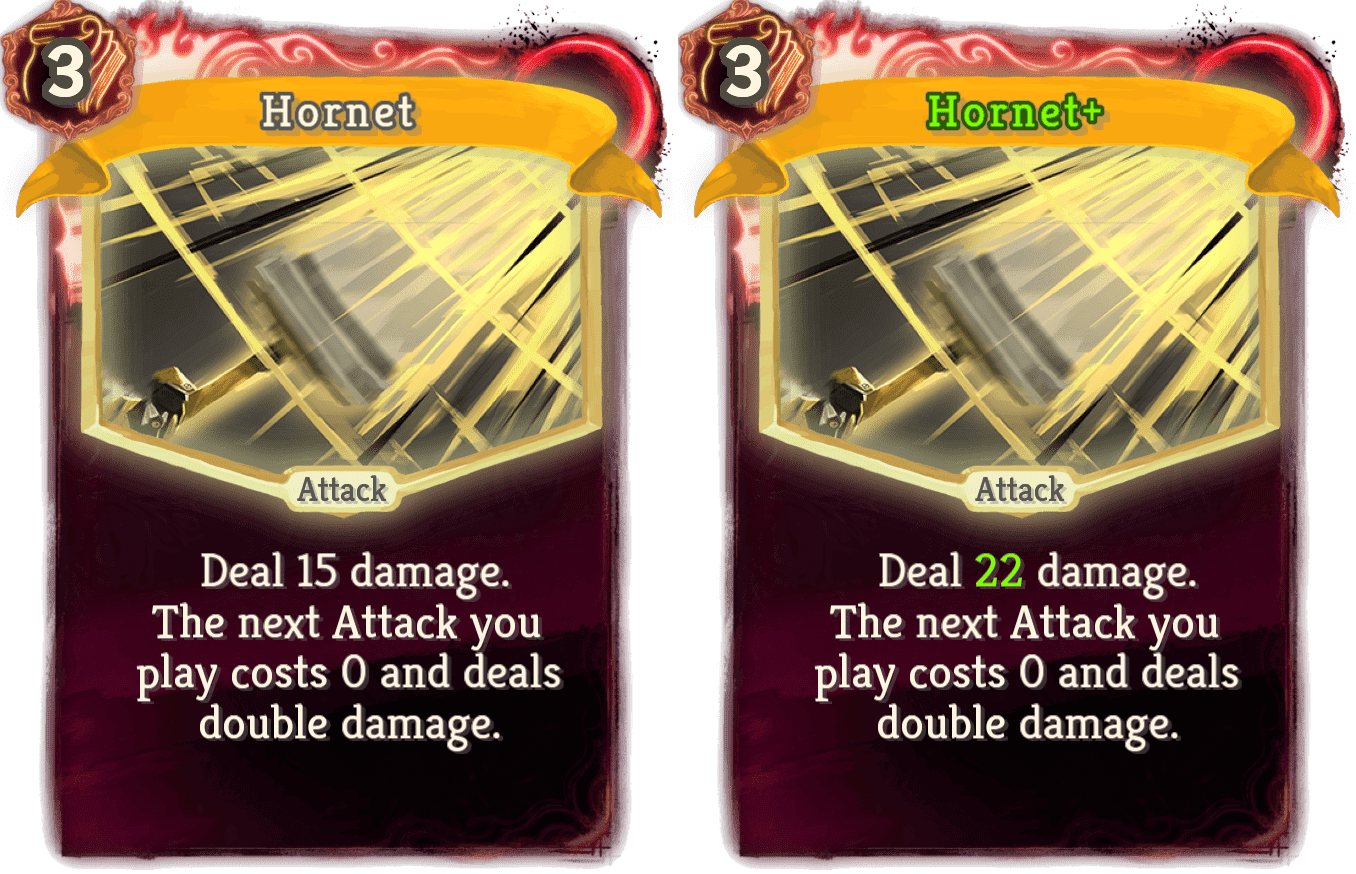 3
Hornet
Attack
Deal 15 damage.
The next Attack you
play costs 0 and deals
double damage.
3
Hornet+
Attack
Deal 22 damage.
The next Attack you
play costs 0 and deals
double damage.